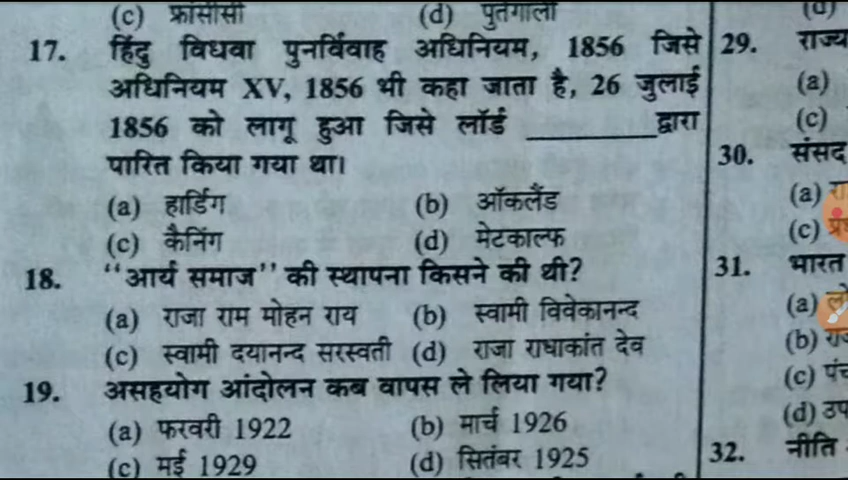 (c) फ्रांसीसी (d) पुर्तगाली
17. हिंदु विधवा पुनर्विवाह अधिनियम, 1856 जिसे
अधिनियम XV, 1856 भी कहा जाता है, 26 जुलाई
1856 को लागू हुआ जिसे लॉर्ड __________ द्वारा
पारित किया गया था।
(a) हार्डिंग (b) ऑकलैंड
(c) कैनिंग (d) मेटकाल्फ
18. ‘‘आर्य समाज’’ की स्थापना किसने की थी?
(a) राजा राम मोहन राय (b) स्वामी विवेकानन्द
(c) स्वामी दयानन्द सरस्वती (d) राजा राधाकांत देव
19. असहयोग आंदोलन कब वापस ले लिया गया?
(a) फरवरी 1922 (b) मार्च 1926
(c) मई 1929 (d) सितंबर 1925
29. राज्य
(a)
(c)
30. संसद
(a)
(c)
31. भारत
(a)
(b)
(c)
(d)
32. नीति